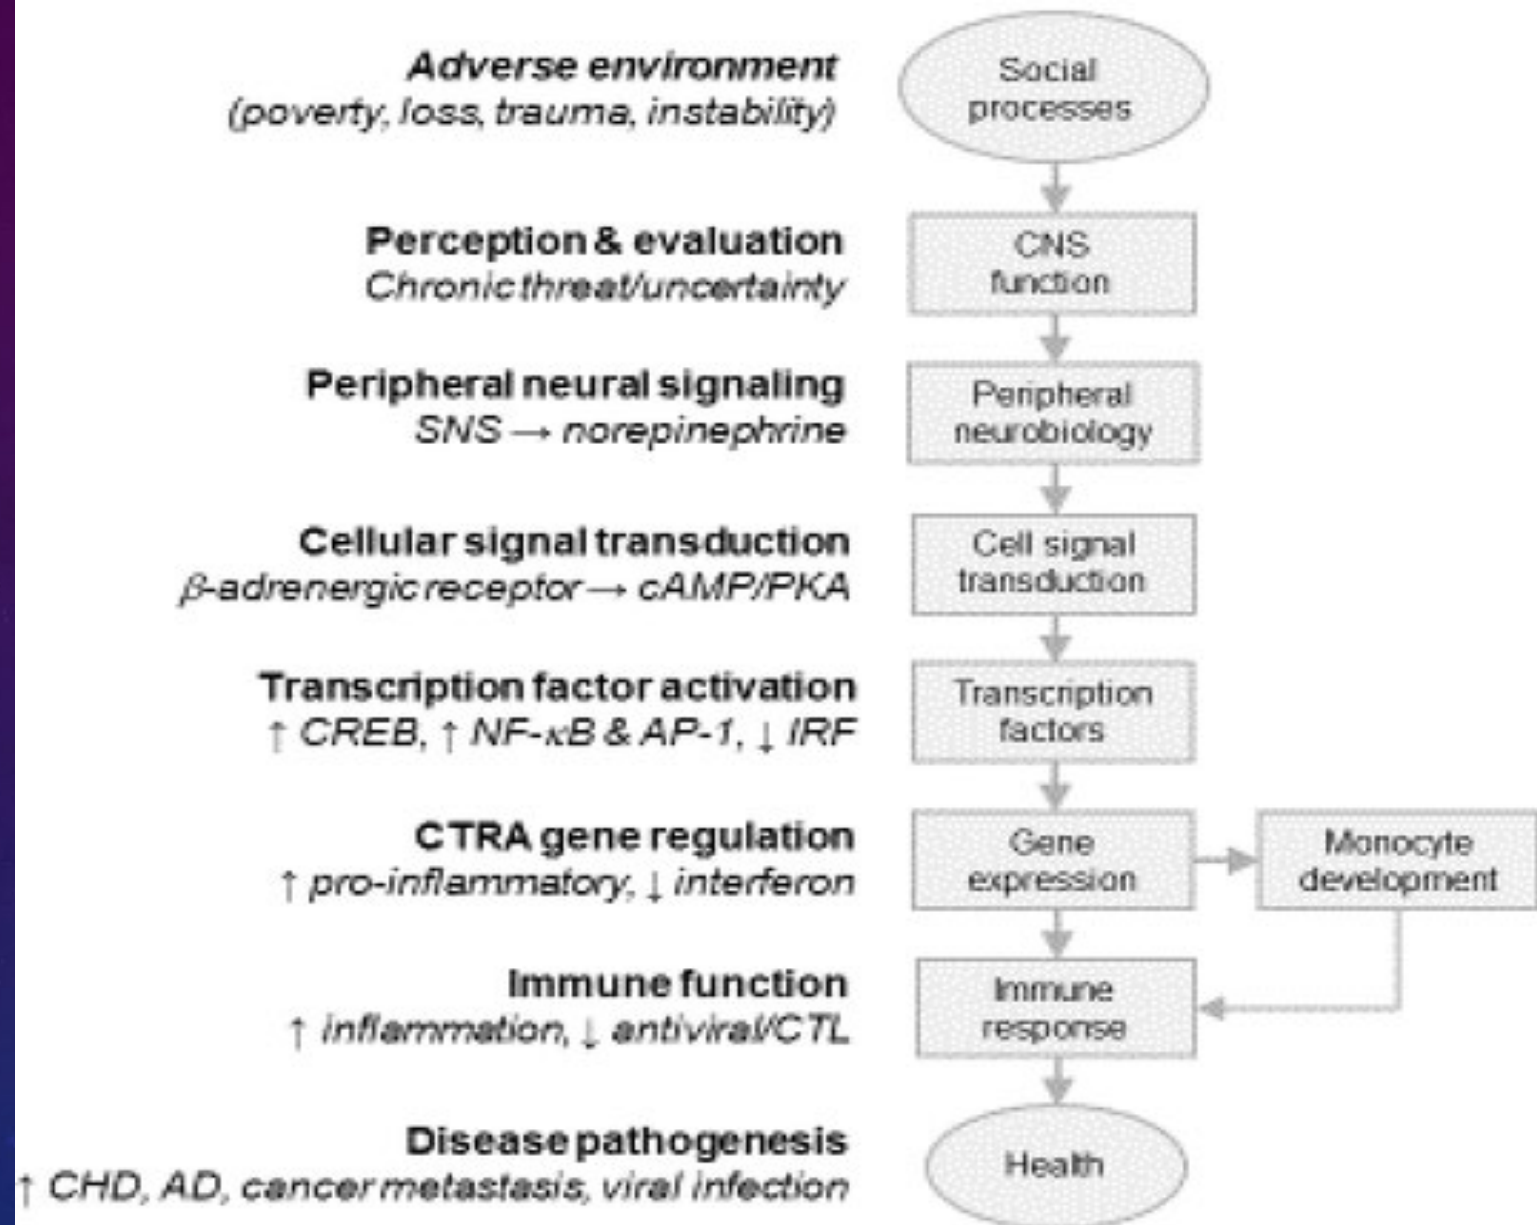 Adverse environment
(poverty, loss, trauma, instability)
Social
processes
Perception & evaluation
Chronic threat/uncertainty
CNS
function
Peripheral neural signaling
SNS → norepinephrine
Peripheral
neurobiology
Cellular signal transduction
β-adrenergic receptor → cAMP/PKA
Cell signal
transduction
Transcription factor activation
↑ CREB, ↑ NF-κB & AP-1, ↓ IRF
Transcription
factors
CTRA gene regulation
↑ pro-inflammatory, ↓ interferon
Gene
expression
Monocyte
development
Immune function
↑ inflammation, ↓ antiviral/CTL
Immune
response
Disease pathogenesis
↑ CHD, AD, cancer metastasis, viral infection
Health